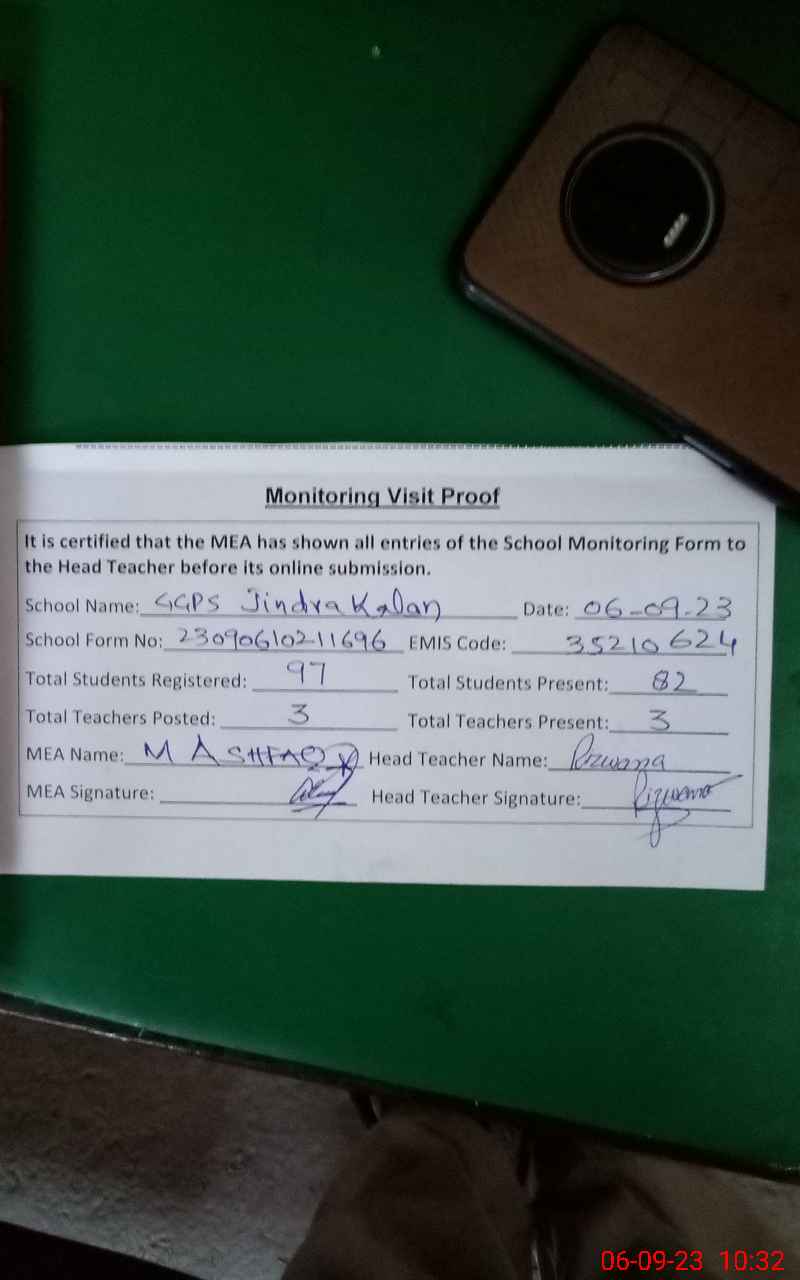 Monitoring Visit Proof
It is certified that the MEA has shown all entries of the School Monitoring Form to
the Head Teacher before its online submission.
School Name: GGPS Jindra Kalan Date: 06-09-23
School Form No: 23090610211696 EMIS Code: 35210624
Total Students Registered: 97 Total Students Present: 82
Total Teachers Posted: 3 Total Teachers Present: 3
MEA Name: M ASHFAQ Head Teacher Name: Rizwana
MEA Signature: Head Teacher Signature: Rizwana
06-09-23 10:32